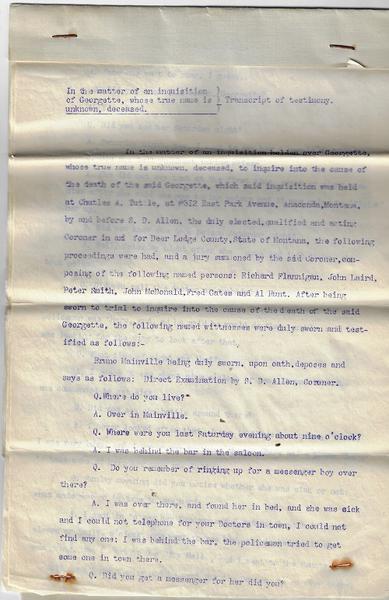 In the matter of an inquisition )
of Georgette, whose true name is ) Transcript of testimony.
unknown, deceased. )
In the matter of an inquisition holden over Georgette,
whose true name is unknown, deceased, to inquire into the cause of
the death of the said Georgette, which said inquisition was held
at Charles A. Tuttle, at #312 East Park Avenue, anaconda,Montana,
by and before S. D. Allen, the duly elected,qualified and acting
Coroner in and for Deer Lodge County,State of Montana, the following
proceedings were had, and a jury summoned by the said Coroner,com-
posing of the following named persons: Richard Flannigan, John Laird,
Peter Smith, John McDonald,Fred Cates and Al Hunt. After being
sworn to trial to inquire into the cause of the death of the said
Georgette, the following named witnesses were duly sworn and test-
ified as follows:-
Bruno Mainville being duly sworn, upon oath,deposes and
says as follows: Direct Examination by S. D. Allen, Coroner.
Q.Where do you live?
A. Over in Mainville.
Q. Where were you last Saturday evening about nine o'clock?
A. I was behind the bar in the saloon.
Q. Do you remember of ringing up for a messenger boy over
there?
A. I was over there, and found her in bed, and she was sick
and I could not telephone for your Doctors in town, I could not
find any one; I was behind the bar, the policeman tried to get
some one in town there.
Q. Did you get a messenger for her did you?